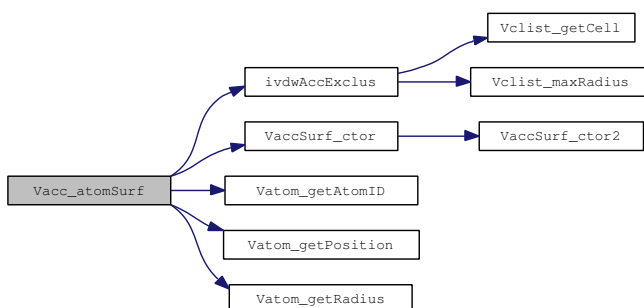 Vclist_getCell
ivdwAccExclus
Vclist_maxRadius
VaccSurf_ctor
VaccSurf_ctor2
Vacc_atomSurf
Vatom_getAtomID
Vatom_getPosition
Vatom_getRadius